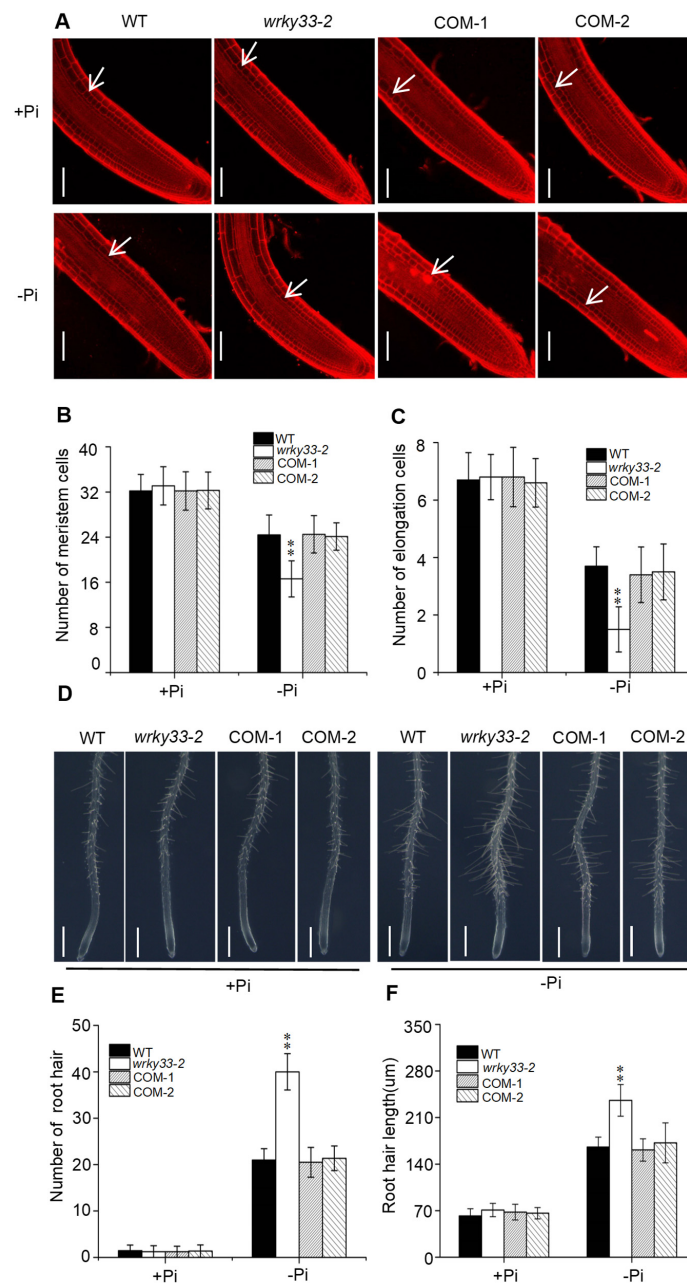 A
WT
wrky33-2
COM-1
COM-2
+Pi
-Pi
B
Number of meristem cells
40
32
24
16
8
0
WT
wrky33-2
COM-1
COM-2
**
+Pi
-Pi
C
Number of elongation cells
8
6
4
2
0
WT
wrky33-2
COM-1
COM-2
**
+Pi
-Pi
D
WT
wrky33-2
COM-1
COM-2
WT
wrky33-2
COM-1
COM-2
+Pi
-Pi
E
Number of root hair
50
40
30
20
10
0
WT
wrky33-2
COM-1
COM-2
**
+Pi
-Pi
F
Root hair length(um)
350
280
210
140
70
0
WT
wrky33-2
COM-1
COM-2
**
+Pi
-Pi